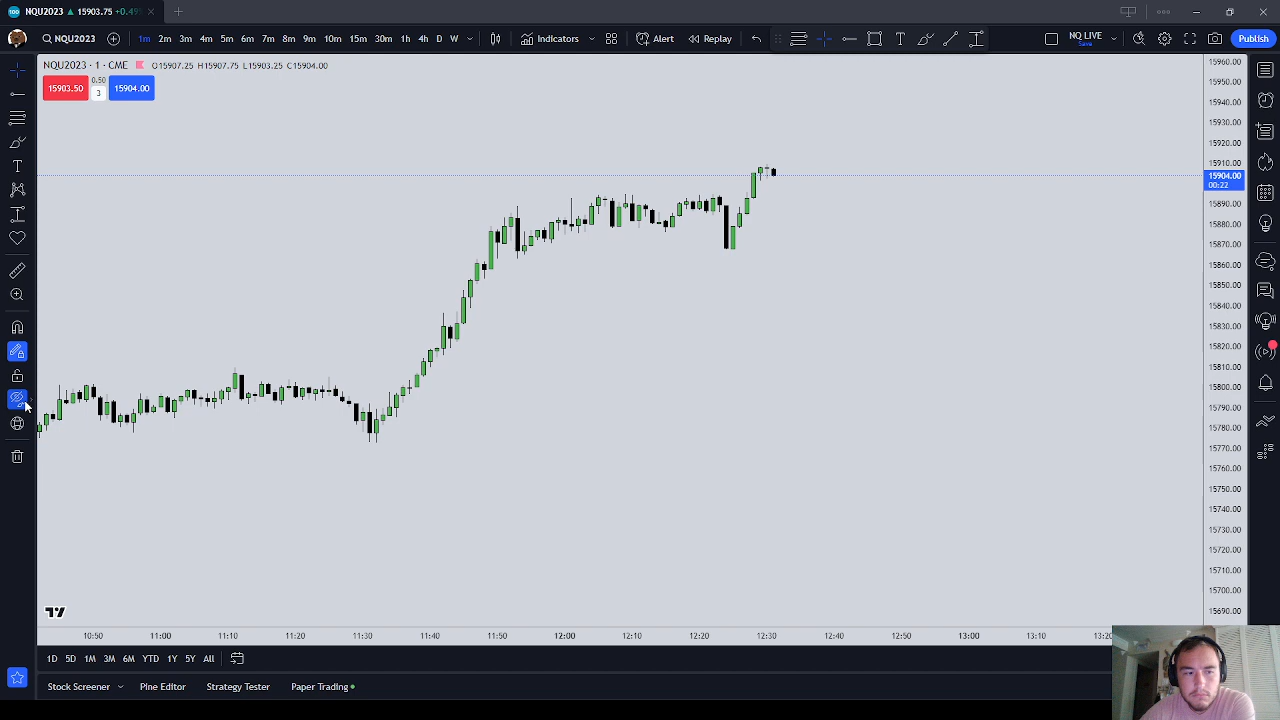 NQU2023 ▲ 15903.75 +0.49%
NQU2023
1m 2m 3m 4m 5m 6m 7m 8m 9m 10m 15m 30m 1h 4h D W
Indicators
Alert
Replay
NQ LIVE
Save
Publish
NQU2023 · 1 · CME
O15907.25 H15907.75 L15903.25 C15904.00
15903.50
0.50
3
15904.00
15960.00
15950.00
15940.00
15930.00
15920.00
15910.00
15904.00
00:22
15890.00
15880.00
15870.00
15860.00
15850.00
15840.00
15830.00
15820.00
15810.00
15800.00
15790.00
15780.00
15770.00
15760.00
15750.00
15740.00
15730.00
15720.00
15710.00
15700.00
15690.00
10:50 11:00 11:10 11:20 11:30 11:40 11:50 12:00 12:10 12:20 12:30 12:40 12:50 13:00 13:10
1D 5D 1M 3M 6M YTD 1Y 5Y All
Stock Screener
Pine Editor
Strategy Tester
Paper Trading